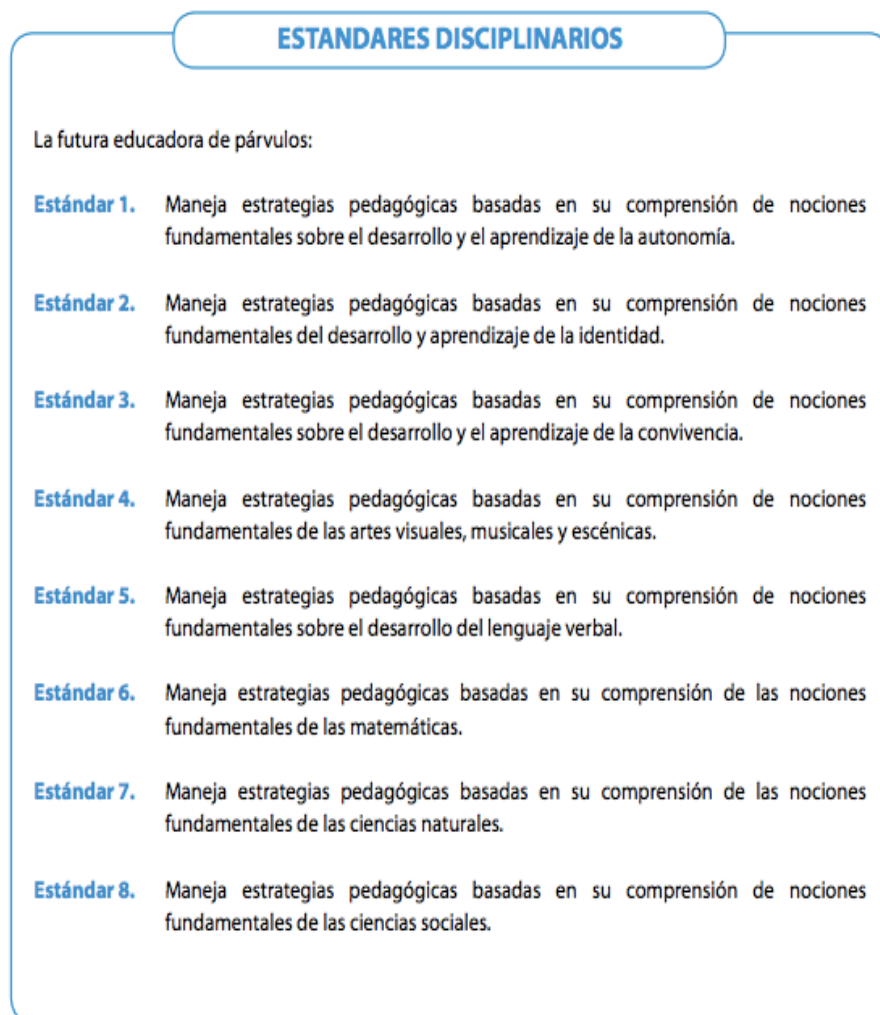 ESTANDARES DISCIPLINARIOS
La futura educadora de párvulos:
Estándar 1. Maneja estrategias pedagógicas basadas en su comprensión de nociones
fundamentales sobre el desarrollo y el aprendizaje de la autonomía.
Estándar 2. Maneja estrategias pedagógicas basadas en su comprensión de nociones
fundamentales del desarrollo y aprendizaje de la identidad.
Estándar 3. Maneja estrategias pedagógicas basadas en su comprensión de nociones
fundamentales sobre el desarrollo y el aprendizaje de la convivencia.
Estándar 4. Maneja estrategias pedagógicas basadas en su comprensión de nociones
fundamentales de las artes visuales, musicales y escénicas.
Estándar 5. Maneja estrategias pedagógicas basadas en su comprensión de nociones
fundamentales sobre el desarrollo del lenguaje verbal.
Estándar 6. Maneja estrategias pedagógicas basadas en su comprensión de las nociones
fundamentales de las matemáticas.
Estándar 7. Maneja estrategias pedagógicas basadas en su comprensión de las nociones
fundamentales de las ciencias naturales.
Estándar 8. Maneja estrategias pedagógicas basadas en su comprensión de nociones
fundamentales de las ciencias sociales.